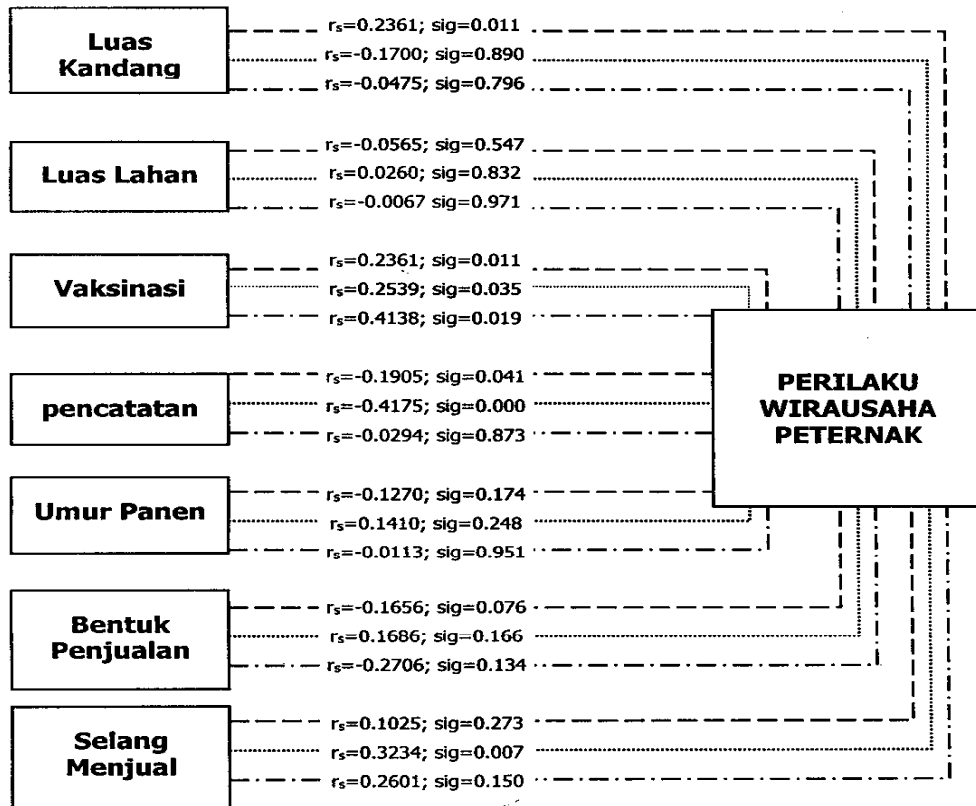 Luas
Kandang
rs=0.2361; sig=0.011
rs=-0.1700; sig=0.890
rs=-0.0475; sig=0.796
Luas Lahan
rs=-0.0565; sig=0.547
rs=0.0260; sig=0.832
rs=-0.0067 sig=0.971
Vaksinasi
rs=0.2361; sig=0.011
rs=0.2539; sig=0.035
rs=0.4138; sig=0.019
pencatatan
rs=-0.1905; sig=0.041
rs=-0.4175; sig=0.000
rs=-0.0294; sig=0.873
PERILAKU
WIRAUSAHA
PETERNAK
Umur Panen
rs=-0.1270; sig=0.174
rs=0.1410; sig=0.248
rs=-0.0113; sig=0.951
Bentuk
Penjualan
rs=-0.1656; sig=0.076
rs=0.1686; sig=0.166
rs=-0.2706; sig=0.134
Selang
Menjual
rs=0.1025; sig=0.273
rs=0.3234; sig=0.007
rs=0.2601; sig=0.150